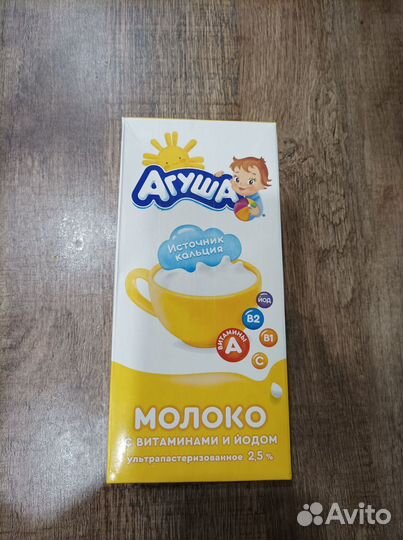 Агуша
Источник
кальция
йод
B2
витамины
A
B1
C
молоко
с витаминами и йодом
ультрапастеризованное 2,5 %
Avito